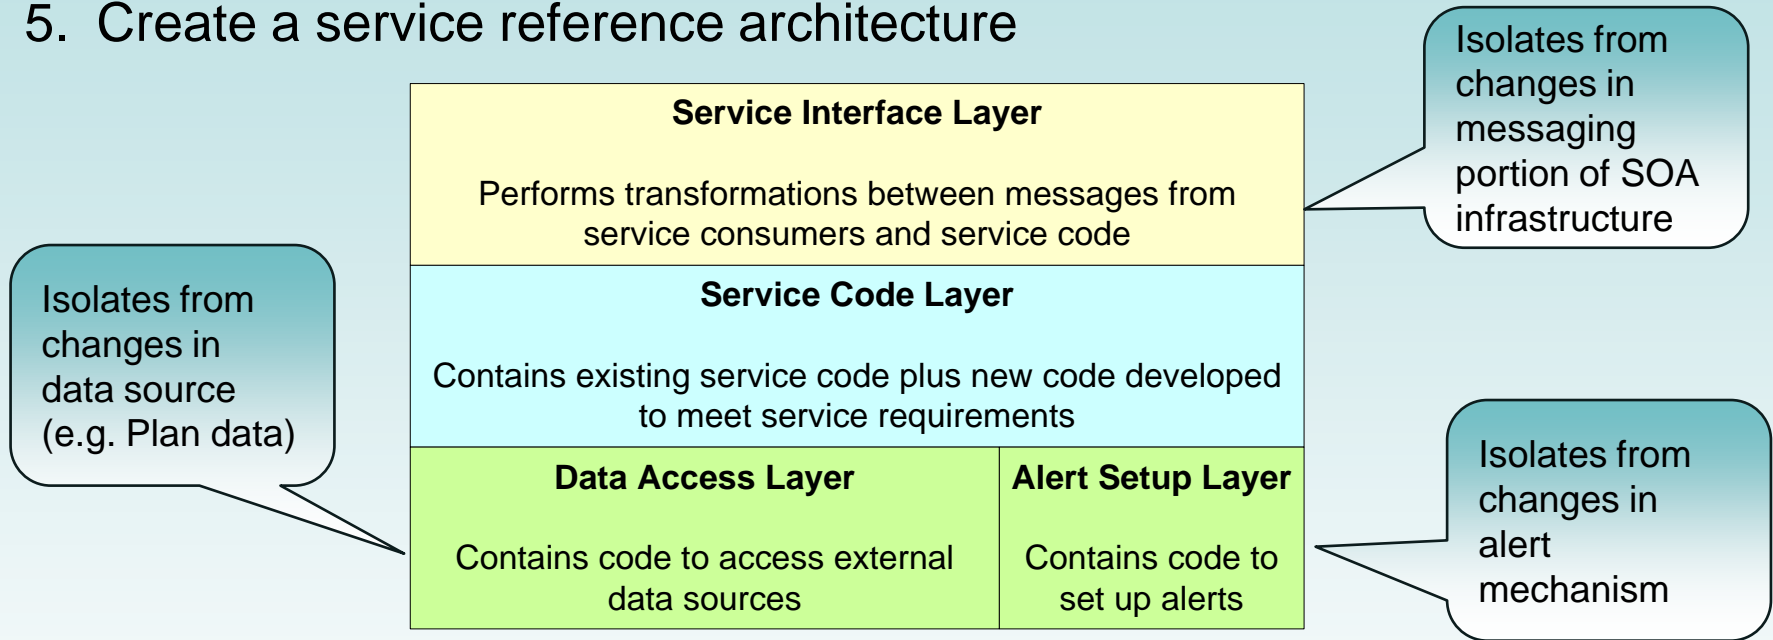 5. Create a service reference architecture
Isolates from
changes in
messaging
portion of SOA
infrastructure
Service Interface Layer
Performs transformations between messages from
service consumers and service code
Isolates from
changes in
data source
(e.g. Plan data)
Service Code Layer
Contains existing service code plus new code developed
to meet service requirements
Data Access Layer
Contains code to access external
data sources
Alert Setup Layer
Contains code to
set up alerts
Isolates from
changes in
alert
mechanism